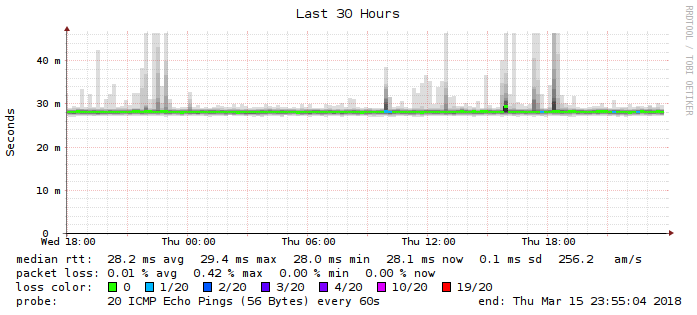 Last 30 Hours
RRDTOOL / TOBI OETIKER
Seconds
40 m
30 m
20 m
10 m
0
Wed 18:00 Thu 00:00 Thu 06:00 Thu 12:00 Thu 18:00
median rtt: 28.2 ms avg 29.4 ms max 28.0 ms min 28.1 ms now 0.1 ms sd 256.2 am/s
packet loss: 0.01 % avg 0.42 % max 0.00 % min 0.00 % now
loss color: 0 1/20 2/20 3/20 4/20 10/20 19/20
probe: 20 ICMP Echo Pings (56 Bytes) every 60s end: Thu Mar 15 23:55:04 2018